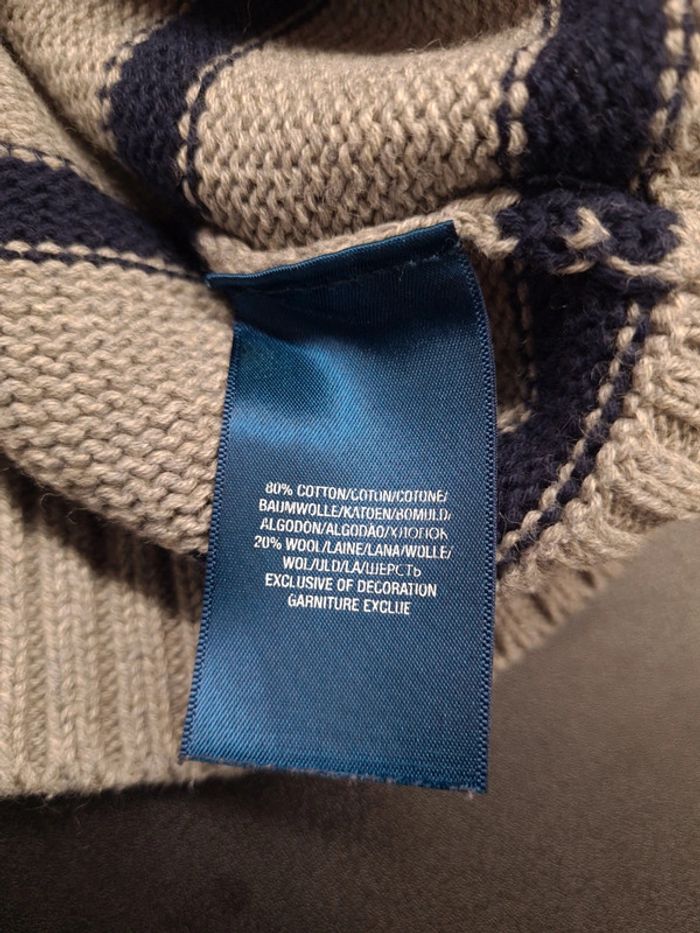 80% COTTON/COTON/COTONE/
BAUMWOLLE/KATOEN/BOMULD/
ALGODON/ALGODÃO/ХЛОПОК
20% WOOL/LAINE/LANA/WOLLE/
WOL/ULD/LÃ/ШЕРСТЬ
EXCLUSIVE OF DECORATION
GARNITURE EXCLUE